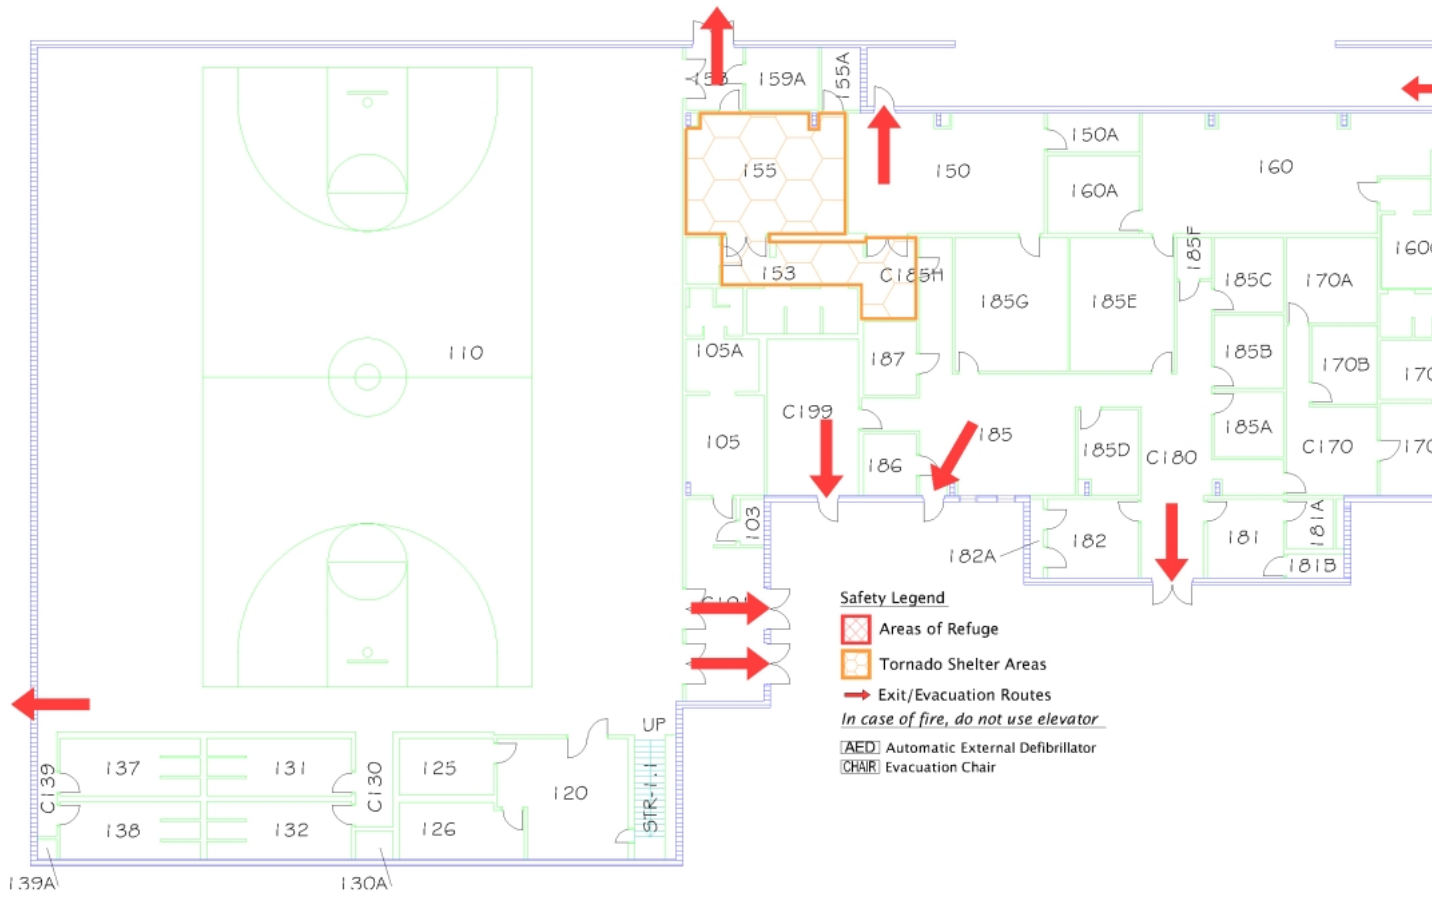 159A
155A
150A
155
150
160
160A
185F
153
C185H
185C
170A
185G
185E
110
105A
187
185B
170B
C199
185
185A
105
186
185D
C180
C170
103
182A
182
181
181A
181B
Safety Legend
Areas of Refuge
Tornado Shelter Areas
Exit/Evacuation Routes
In case of fire, do not use elevator
AED Automatic External Defibrillator
CHAIR Evacuation Chair
UP
C139
137
131
C130
125
120
STR-1.1
138
132
126
139A
130A